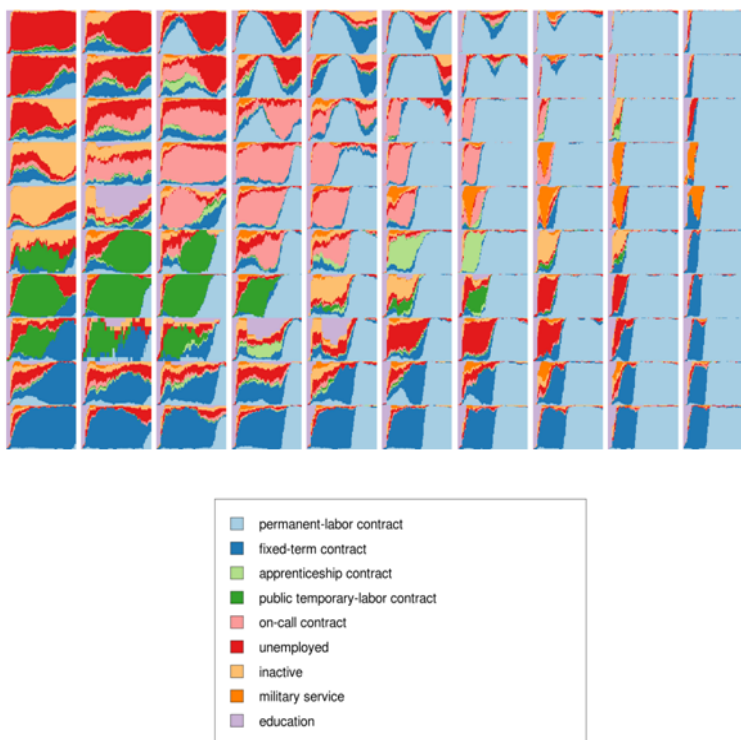 permanent-labor contract
fixed-term contract
apprenticeship contract
public temporary-labor contract
on-call contract
unemployed
inactive
military service
education